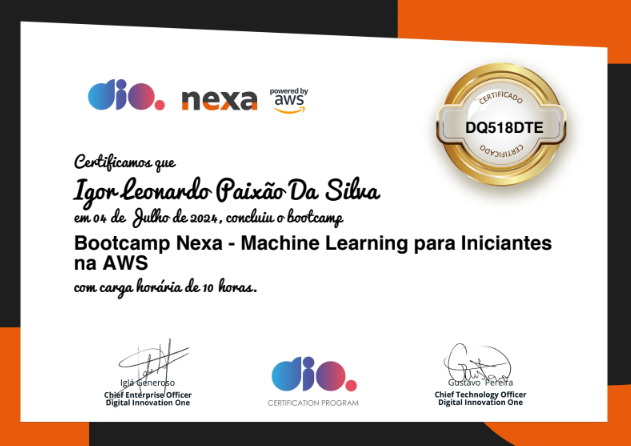 dio.
nexa
powered by
aws
CERTIFICADO
DQ518DTE
CERTIFICADO
Certificamos que
Igor Leonardo Paixão Da Silva
em 04 de Julho de 2024, concluiu o bootcamp
Bootcamp Nexa - Machine Learning para Iniciantes
na AWS
com carga horária de 10 horas.
Iglá Generoso
Chief Enterprise Officer
Digital Innovation One
dio.
CERTIFICATION PROGRAM
Gustavo Pereira
Chief Technology Officer
Digital Innovation One